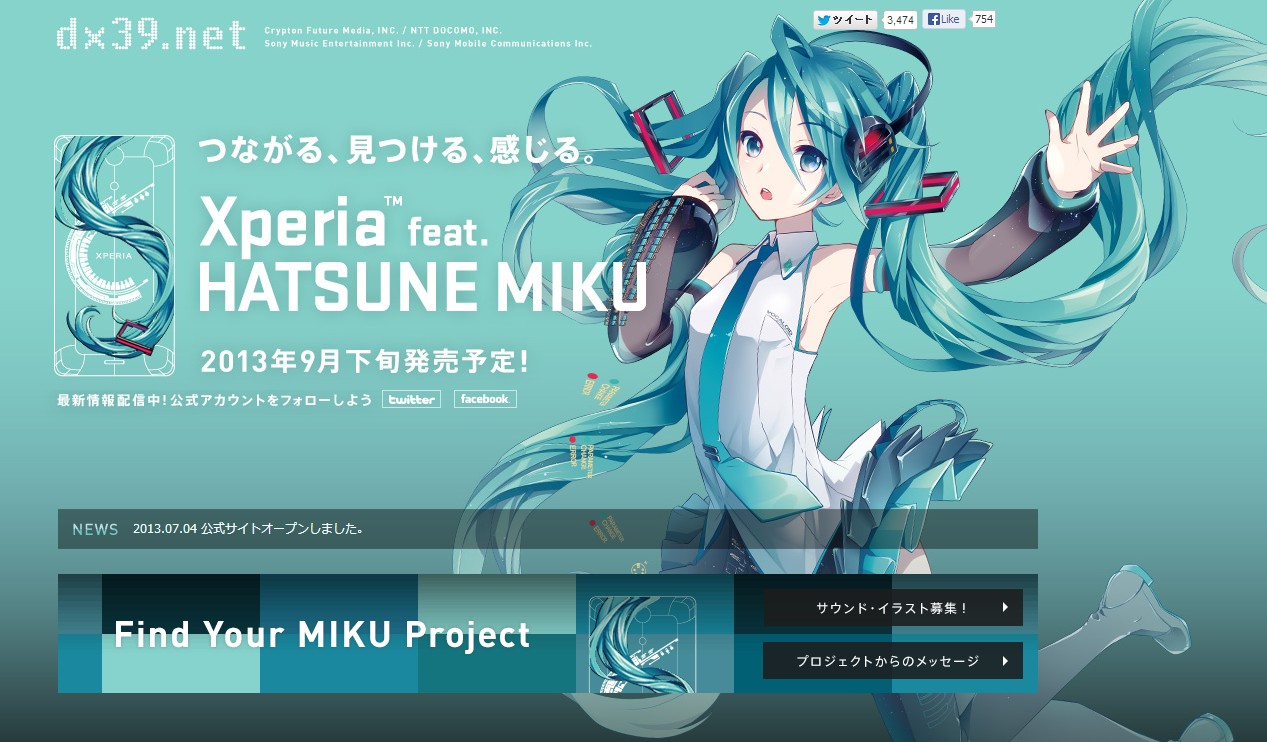 dx39.net
Crypton Future Media, INC. / NTT DOCOMO, INC.
Sony Music Entertainment Inc. / Sony Mobile Communications Inc.
ツイート 3,474 Like 754
つながる、見つける、感じる。
XPERIA
Xperia™ feat.
HATSUNE MIKU
VOCALOID
2013年9月下旬発売予定!
最新情報配信中!公式アカウントをフォローしよう twitter facebook.
NEWS 2013.07.04 公式サイトオープンしました。
Find Your MIKU Project
サウンド・イラスト募集!
プロジェクトからのメッセージ